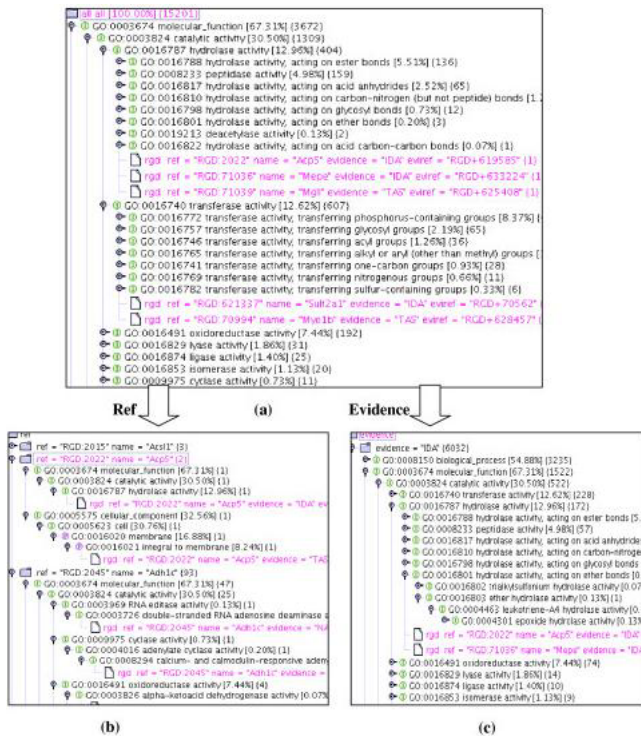 all all [100.00%] (15201)
GO:0003674 molecular_function [67.31%] (3672)
GO:0003824 catalytic activity [30.50%] (1309)
GO:0016787 hydrolase activity [12.96%] (404)
GO:0016788 hydrolase activity, acting on ester bonds [5.51%] (136)
GO:0008233 peptidase activity [4.98%] (159)
GO:0016817 hydrolase activity, acting on acid anhydrides [2.52%] (65)
GO:0016810 hydrolase activity, acting on carbon-nitrogen (but not peptide) bonds [1.
GO:0016798 hydrolase activity, acting on glycosyl bonds [0.73%] (12)
GO:0016801 hydrolase activity, acting on ether bonds [0.20%] (3)
GO:0019213 deacetylase activity [0.13%] (2)
GO:0016822 hydrolase activity, acting on acid carbon-carbon bonds [0.07%] (1)
rgd ref = "RGD:2022" name = "Acp5" evidence = "IDA" eviref = "RGD+619585" (1)
rgd ref = "RGD:71036" name = "Mepe" evidence = "IDA" eviref = "RGD+633224" (1)
rgd ref = "RGD:71039" name = "Mgll" evidence = "TAS" eviref = "RGD+625408" (1)
GO:0016740 transferase activity [12.62%] (607)
GO:0016772 transferase activity, transferring phosphorus-containing groups [8.37%] (
GO:0016757 transferase activity, transferring glycosyl groups [2.19%] (65)
GO:0016746 transferase activity, transferring acyl groups [1.26%] (36)
GO:0016765 transferase activity, transferring alkyl or aryl (other than methyl) groups [
GO:0016741 transferase activity, transferring one-carbon groups [0.93%] (28)
GO:0016769 transferase activity, transferring nitrogenous groups [0.66%] (11)
GO:0016782 transferase activity, transferring sulfur-containing groups [0.33%] (6)
rgd ref = "RGD:621337" name = "Sult2a1" evidence = "IDA" eviref = "RGD+70562" (
rgd ref = "RGD:70994" name = "Myo1b" evidence = "TAS" eviref = "RGD+628457" (
GO:0016491 oxidoreductase activity [7.44%] (192)
GO:0016829 lyase activity [1.86%] (31)
GO:0016874 ligase activity [1.40%] (25)
GO:0016853 isomerase activity [1.13%] (20)
GO:0009975 cyclase activity [0.73%] (11)
Ref (a) Evidence
ref
ref = "RGD:2015" name = "Acsl1" (3)
ref = "RGD:2022" name = "Acp5" (2)
GO:0003674 molecular_function [67.31%] (1)
GO:0003824 catalytic activity [30.50%] (1)
GO:0016787 hydrolase activity [12.96%] (1)
rgd ref = "RGD:2022" name = "Acp5" evidence = "IDA" ev
GO:0005575 cellular_component [32.56%] (1)
GO:0005623 cell [30.76%] (1)
GO:0016020 membrane [16.88%] (1)
GO:0016021 integral to membrane [8.24%] (1)
rgd ref = "RGD:2022" name = "Acp5" evidence = "TAS
ref = "RGD:2045" name = "Adh1c" (93)
GO:0003674 molecular_function [67.31%] (47)
GO:0003824 catalytic activity [30.50%] (25)
GO:0003969 RNA editase activity [0.13%] (1)
GO:0003726 double-stranded RNA adenosine deaminase a
rgd ref = "RGD:2045" name = "Adh1c" evidence = "NA
GO:0009975 cyclase activity [0.73%] (1)
GO:0004016 adenylate cyclase activity [0.20%] (1)
GO:0008294 calcium- and calmodulin-responsive aden
rgd ref = "RGD:2045" name = "Adh1c" evidence =
GO:0016491 oxidoreductase activity [7.44%] (4)
GO:0003826 alpha-ketoacid dehydrogenase activity [0.07%
(b)
evidence
evidence = "IDA" (6032)
GO:0008150 biological_process [54.88%] (3235)
GO:0003674 molecular_function [67.31%] (1522)
GO:0003824 catalytic activity [30.50%] (522)
GO:0016740 transferase activity [12.62%] (228)
GO:0016787 hydrolase activity [12.96%] (172)
GO:0016788 hydrolase activity, acting on ester bonds [5.
GO:0008233 peptidase activity [4.98%] (57)
GO:0016817 hydrolase activity, acting on acid anhydrides
GO:0016810 hydrolase activity, acting on carbon-nitroge
GO:0016798 hydrolase activity, acting on glycosyl bonds
GO:0016801 hydrolase activity, acting on ether bonds [0
GO:0016802 trialkylsulfonium hydrolase activity [0.07
GO:0016803 ether hydrolase activity [0.13%] (1)
GO:0004463 leukotriene-A4 hydrolase activity [0.0
GO:0004301 epoxide hydrolase activity [0.13%
rgd ref = "RGD:2022" name = "Acp5" evidence = "IDA"
rgd ref = "RGD:71036" name = "Mepe" evidence = "IDA
GO:0016491 oxidoreductase activity [7.44%] (74)
GO:0016829 lyase activity [1.86%] (14)
GO:0016874 ligase activity [1.40%] (10)
GO:0016853 isomerase activity [1.13%] (9)
(c)